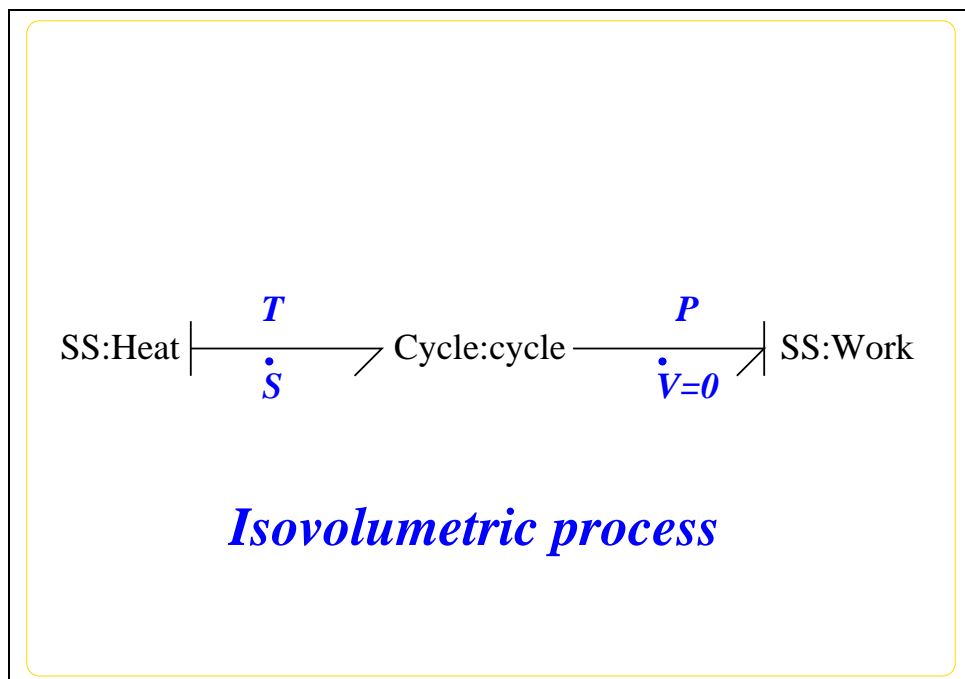 T P
SS:Heat Cycle:cycle SS:Work
Ṡ V̇=0
Isovolumetric process